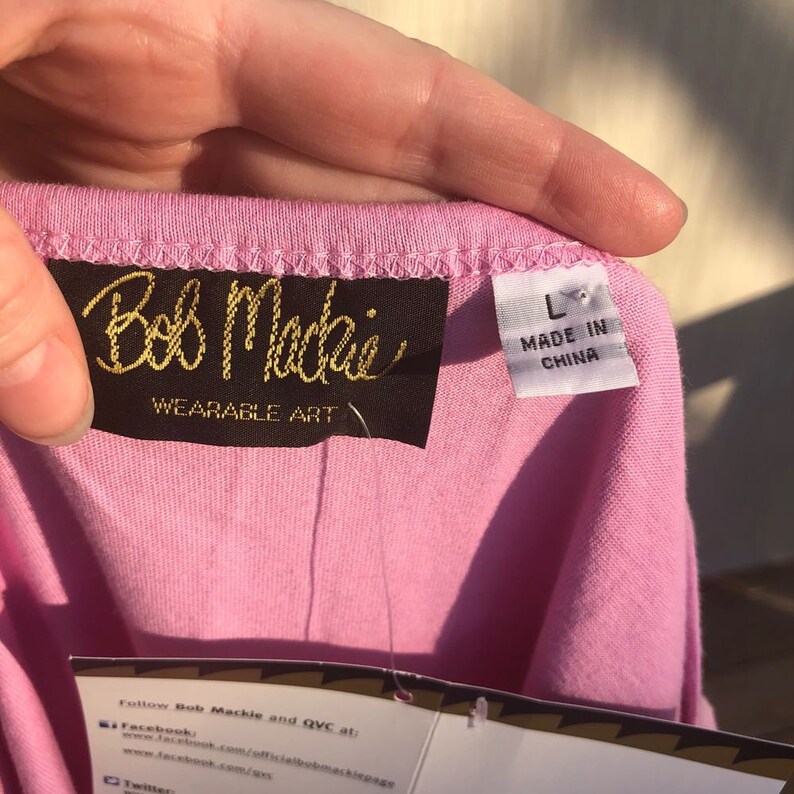 Bob Mackie
WEARABLE ART
L
MADE IN
CHINA
Follow Bob Mackie and QVC at:
Facebook:
www.facebook.com/officialbobmackiepage
www.facebook.com/qvc
Twitter: